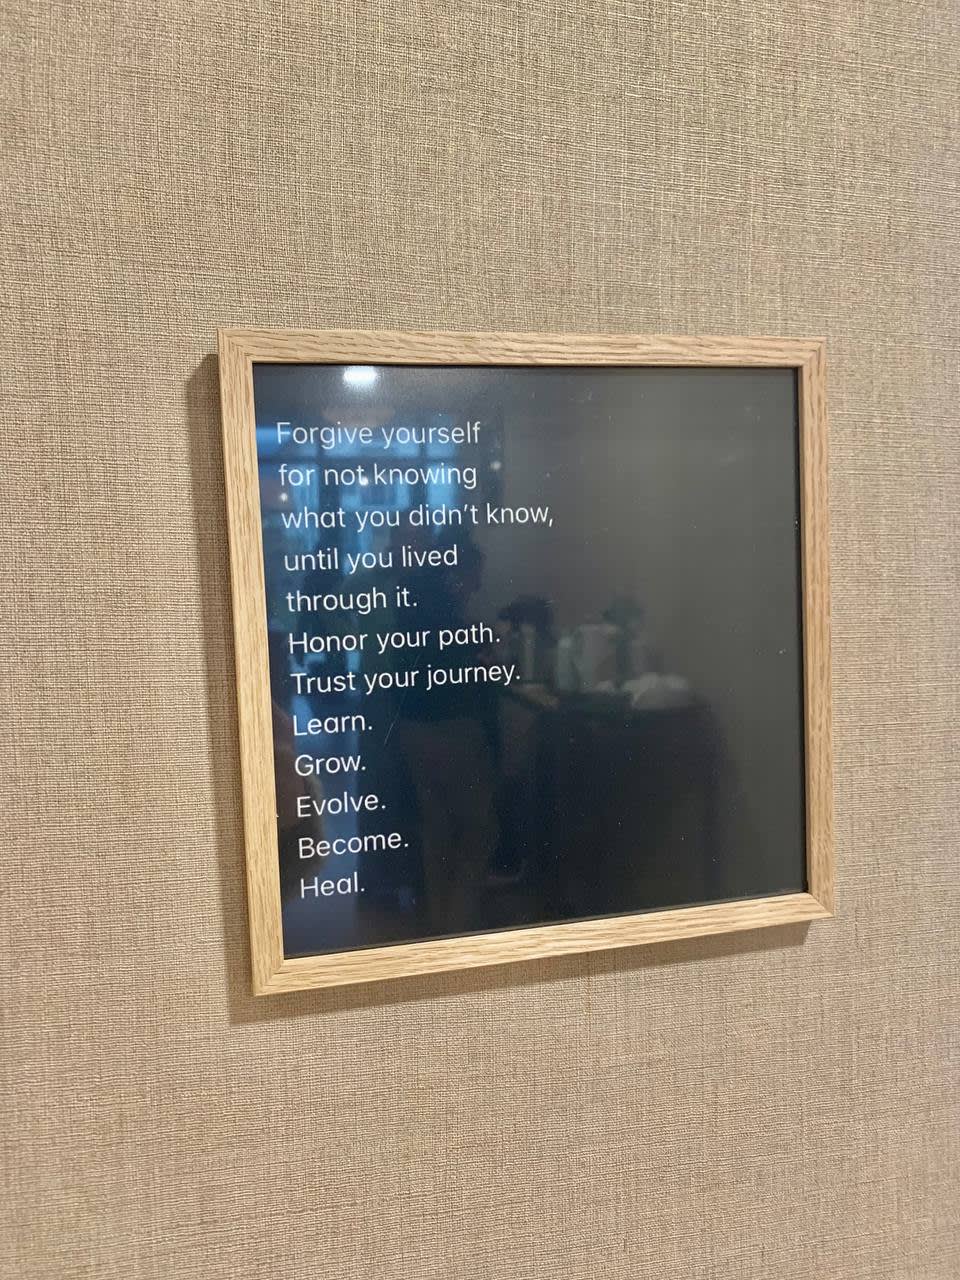 Forgive yourself
for not knowing
what you didn't know,
until you lived
through it.
Honor your path.
Trust your journey.
Learn.
Grow.
Evolve.
Become.
Heal.